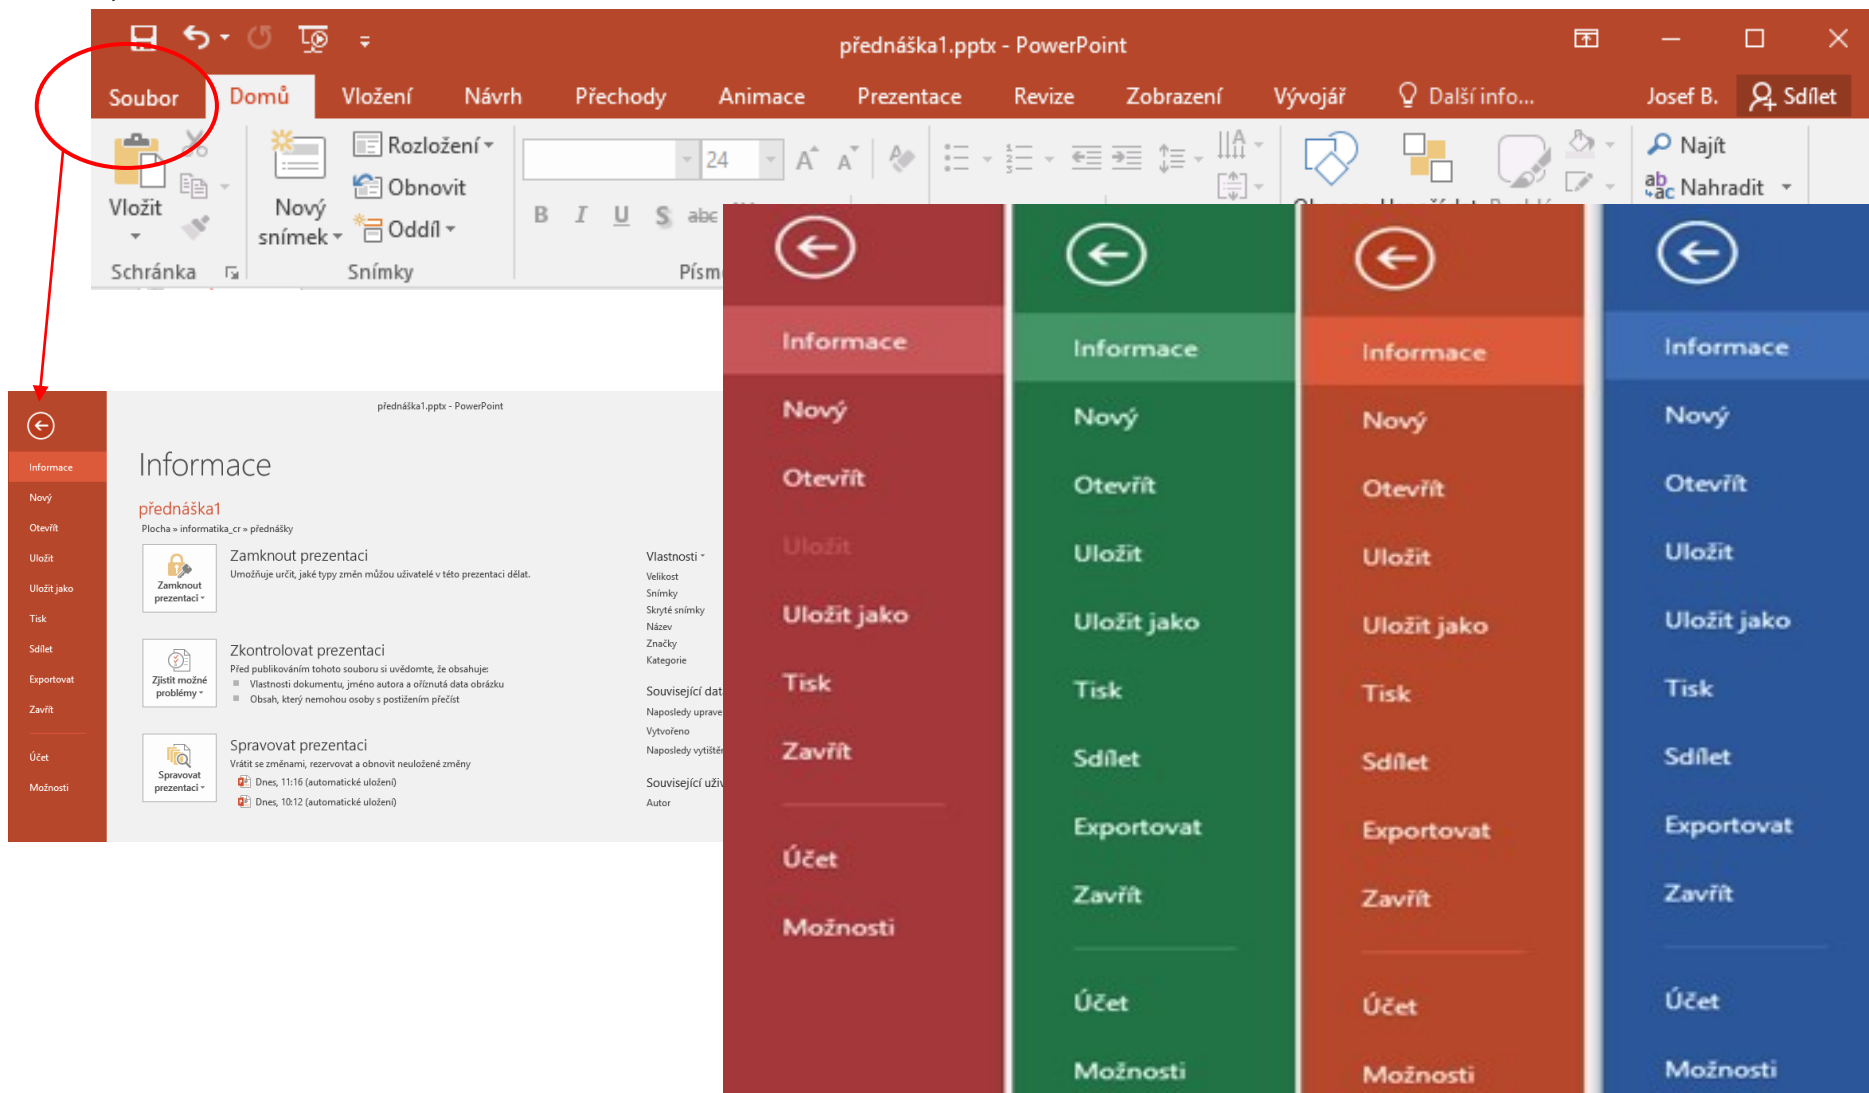 přednáška1.pptx - PowerPoint
Soubor Domů Vložení Návrh Přechody Animace Prezentace Revize Zobrazení Vývojář Další info... Josef B. Sdílet
Vložit
Nový
snímek
Rozložení
Obnovit
Oddíl
24
B I U S abc
Najít
Nahradit
Schránka Snímky
přednáška1.pptx - PowerPoint
Informace
Nový
Otevřít
Uložit
Uložit jako
Tisk
Sdílet
Exportovat
Zavřít
Účet
Možnosti
Informace
přednáška1
Plocha » informatika_cr » přednášky
Zamknout
prezentaci
Zamknout prezentaci
Umožňuje určit, jaké typy změn můžou uživatelé v této prezentaci dělat.
Zjistit možné
problémy
Zkontrolovat prezentaci
Před publikováním tohoto souboru si uvědomte, že obsahuje:
Vlastnosti dokumentu, jméno autora a oříznutá data obrázku
Obsah, který nemohou osoby s postižením přečíst
Spravovat
prezentaci
Spravovat prezentaci
Vrátit se změnami, rezervovat a obnovit neuložené změny
Dnes, 11:16 (automatické uložení)
Dnes, 10:12 (automatické uložení)
Vlastnosti
Velikost
Snímky
Skryté snímky
Název
Značky
Kategorie
Související dat
Naposledy uprave
Vytvořeno
Naposledy vytiště
Související uživ
Autor
Informace
Nový
Otevřít
Uložit
Uložit jako
Tisk
Zavřít
Účet
Možnosti
Informace
Nový
Otevřít
Uložit
Uložit jako
Tisk
Sdílet
Exportovat
Zavřít
Účet
Možnosti
Informace
Nový
Otevřít
Uložit
Uložit jako
Tisk
Sdílet
Exportovat
Zavřít
Účet
Možnosti
Informace
Nový
Otevřít
Uložit
Uložit jako
Tisk
Sdílet
Exportovat
Zavřít
Účet
Možnosti